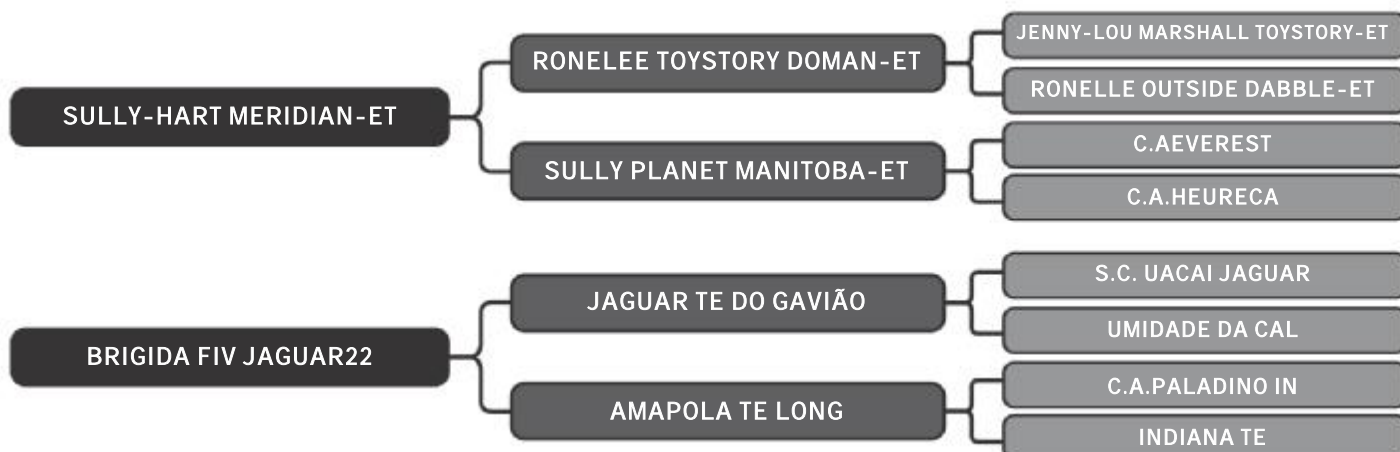 SULLY-HART MERIDIAN-ET
RONELEE TOYSTORY DOMAN-ET
JENNY-LOU MARSHALL TOYSTORY-ET
RONELLE OUTSIDE DABBLE-ET
SULLY PLANET MANITOBA-ET
C.AEVEREST
C.A.HEURECA
BRIGIDA FIV JAGUAR22
JAGUAR TE DO GAVIÃO
S.C. UACAI JAGUAR
UMIDADE DA CAL
AMAPOLA TE LONG
C.A.PALADINO IN
INDIANA TE